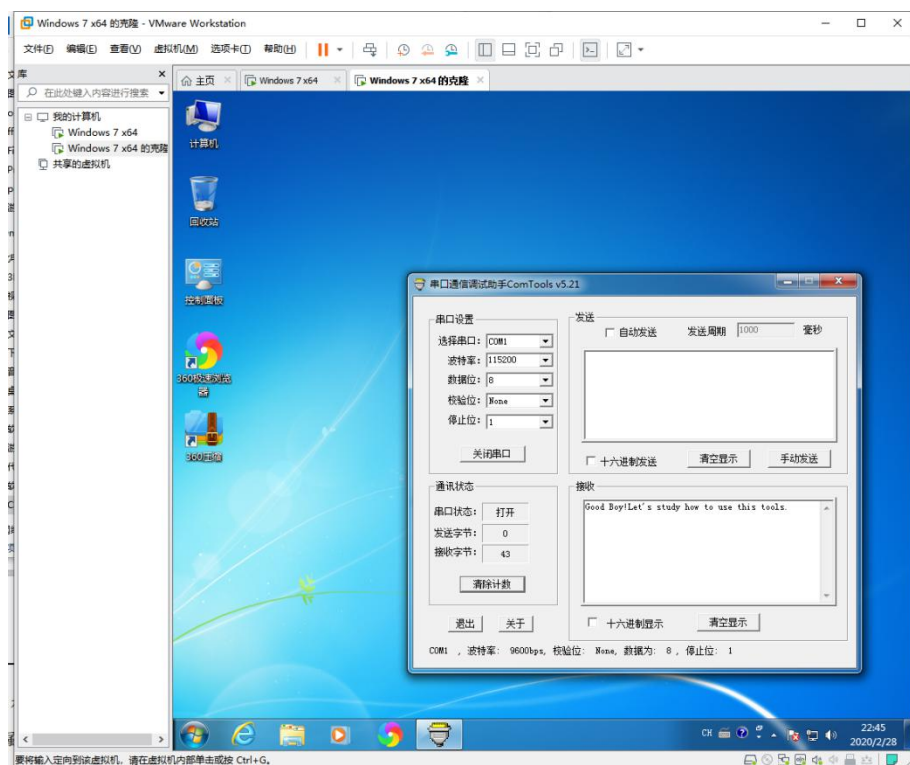 Windows 7 x64 的克隆 - VMware Workstation
文件(F) 编辑(E) 查看(V) 虚拟机(M) 选项卡(T) 帮助(H)
库
在此处键入内容进行搜索
我的计算机
Windows 7 x64
Windows 7 x64 的克隆
共享的虚拟机
主页
Windows 7 x64
Windows 7 x64 的克隆
计算机
回收站
控制面板
360极速浏览器
360压缩
串口通信调试助手ComTools v5.21
串口设置
选择串口: COM1
波特率: 115200
数据位: 8
校验位: None
停止位: 1
关闭串口
通讯状态
串口状态: 打开
发送字节: 0
接收字节: 43
清除计数
退出 关于
发送
自动发送 发送周期 1000 毫秒
十六进制发送 清空显示 手动发送
接收
Good Boy!Let's study how to use this tools.
十六进制显示 清空显示
COM1 , 波特率: 9600bps, 校验位: None, 数据为: 8 , 停止位: 1
CH
22:45
2020/2/28
要将输入定向到该虚拟机，请在虚拟机内部单击或按 Ctrl+G。